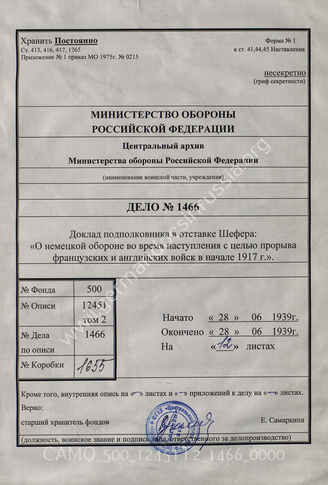 Хранить Постоянно
Ст. 413, 416, 417, 1765
Приложение № 1 приказ МО 1975г. № 0215
Форма № 1
к ст. 41,44,45 Наставления
несекретно
(гриф секретности)
МИНИСТЕРСТВО ОБОРОНЫ
РОССИЙСКОЙ ФЕДЕРАЦИИ
Центральный архив
Министерства обороны Российской Федерации
(наименование воинской части, учреждения)
ДЕЛО № 1466
Доклад подполковника в отставке Шефера:
«О немецкой обороне во время наступления с целью прорыва
французских и английских войск в начале 1917 г.».
№ Фонда 500
№ Описи 12451
том 2
№ Дела 1466
по описи
№ Коробки 1655
Начато « 28 » 06 1939г.
Окончено « 28 » 06 1939г.
На «12» листах
Кроме того, внутренняя опись на «–» листах и «–» приложений к делу на «–» листах.
Верно:
старший хранитель фондов Е. Самаркина
(должность, воинское звание и подпись лица, ответственного за делопроизводство)
CAMO_500_12451T2_1466_0000